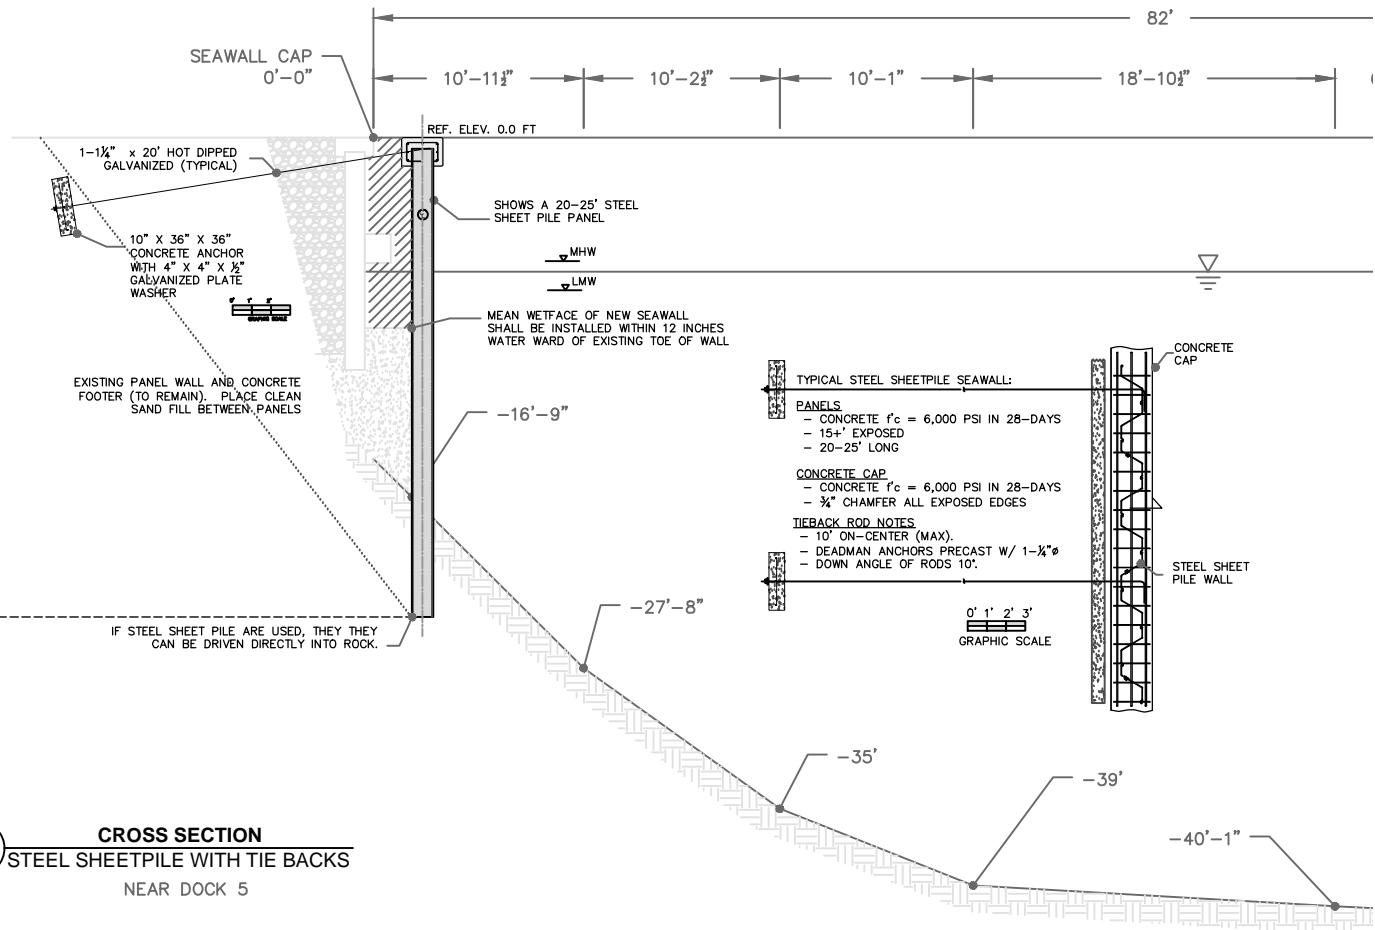 82'
SEAWALL CAP
0'-0"
10'-11½"
10'-2½"
10'-1"
18'-10½"
REF. ELEV. 0.0 FT
1-1¼" x 20' HOT DIPPED
GALVANIZED (TYPICAL)
SHOWS A 20-25' STEEL
SHEET PILE PANEL
10" X 36" X 36"
CONCRETE ANCHOR
WITH 4" X 4" X ½"
GALVANIZED PLATE
WASHER
0' 1' 2'
GRAPHIC SCALE
MHW
LMW
MEAN WETFACE OF NEW SEAWALL
SHALL BE INSTALLED WITHIN 12 INCHES
WATER WARD OF EXISTING TOE OF WALL
EXISTING PANEL WALL AND CONCRETE
FOOTER (TO REMAIN). PLACE CLEAN
SAND FILL BETWEEN PANELS
-16'-9"
CONCRETE
CAP
TYPICAL STEEL SHEETPILE SEAWALL:
PANELS
- CONCRETE f'c = 6,000 PSI IN 28-DAYS
- 15+' EXPOSED
- 20-25' LONG
CONCRETE CAP
- CONCRETE f'c = 6,000 PSI IN 28-DAYS
- ¾" CHAMFER ALL EXPOSED EDGES
TIEBACK ROD NOTES
- 10' ON-CENTER (MAX).
- DEADMAN ANCHORS PRECAST W/ 1-¼"ø
- DOWN ANGLE OF RODS 10°.
STEEL SHEET
PILE WALL
0' 1' 2' 3'
GRAPHIC SCALE
-27'-8"
IF STEEL SHEET PILE ARE USED, THEY THEY
CAN BE DRIVEN DIRECTLY INTO ROCK.
-35'
-39'
-40'-1"
CROSS SECTION
STEEL SHEETPILE WITH TIE BACKS
NEAR DOCK 5